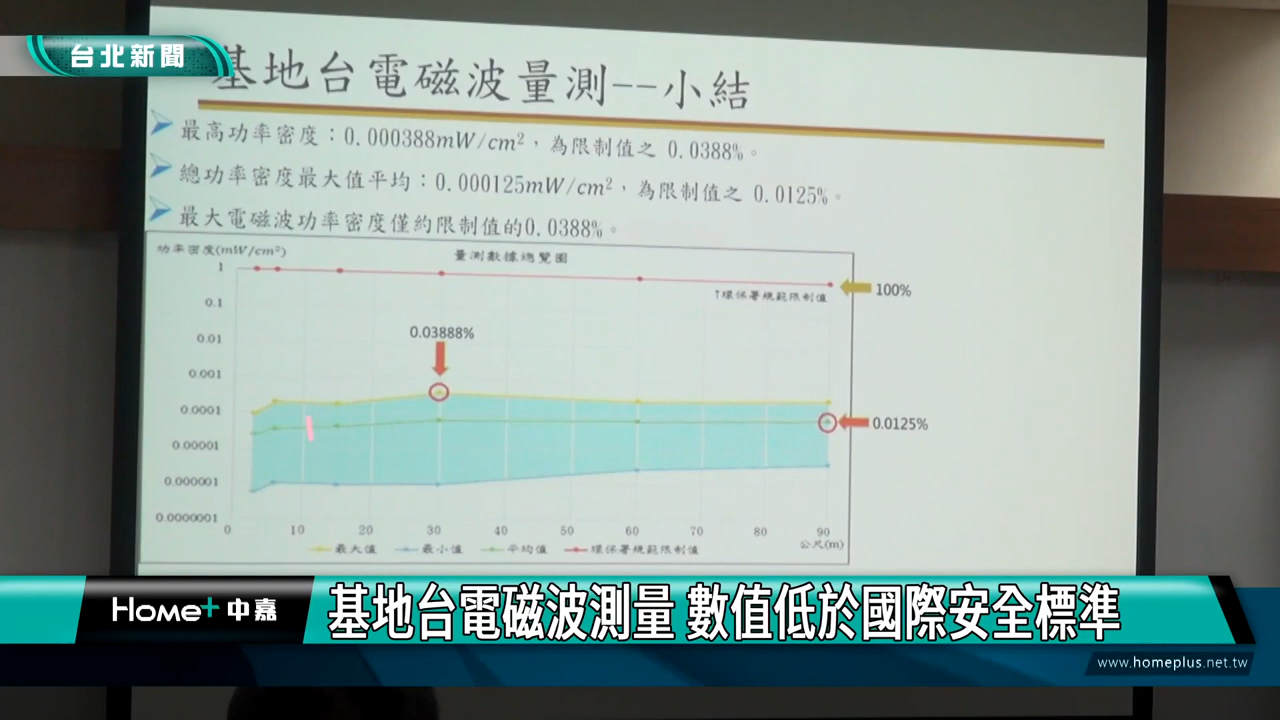 台北新聞
基地台電磁波量測--小結
最高功率密度：0.000388mW/cm²，為限制值之 0.0388%。
總功率密度最大值平均：0.000125mW/cm²，為限制值之 0.0125%。
最大電磁波功率密度僅約限制值的0.0388%。
功率密度(mW/cm²)
量測數據總覽圖
1
↑環保署規範限制值
100%
0.1
0.01
0.03888%
0.001
0.0001
0.0125%
0.00001
0.000001
0.0000001
0 10 20 30 40 50 60 70 80 90
公尺(m)
最大值 最小值 平均值 環保署規範限制值
Home+中嘉
基地台電磁波測量 數值低於國際安全標準
www.homeplus.net.tw